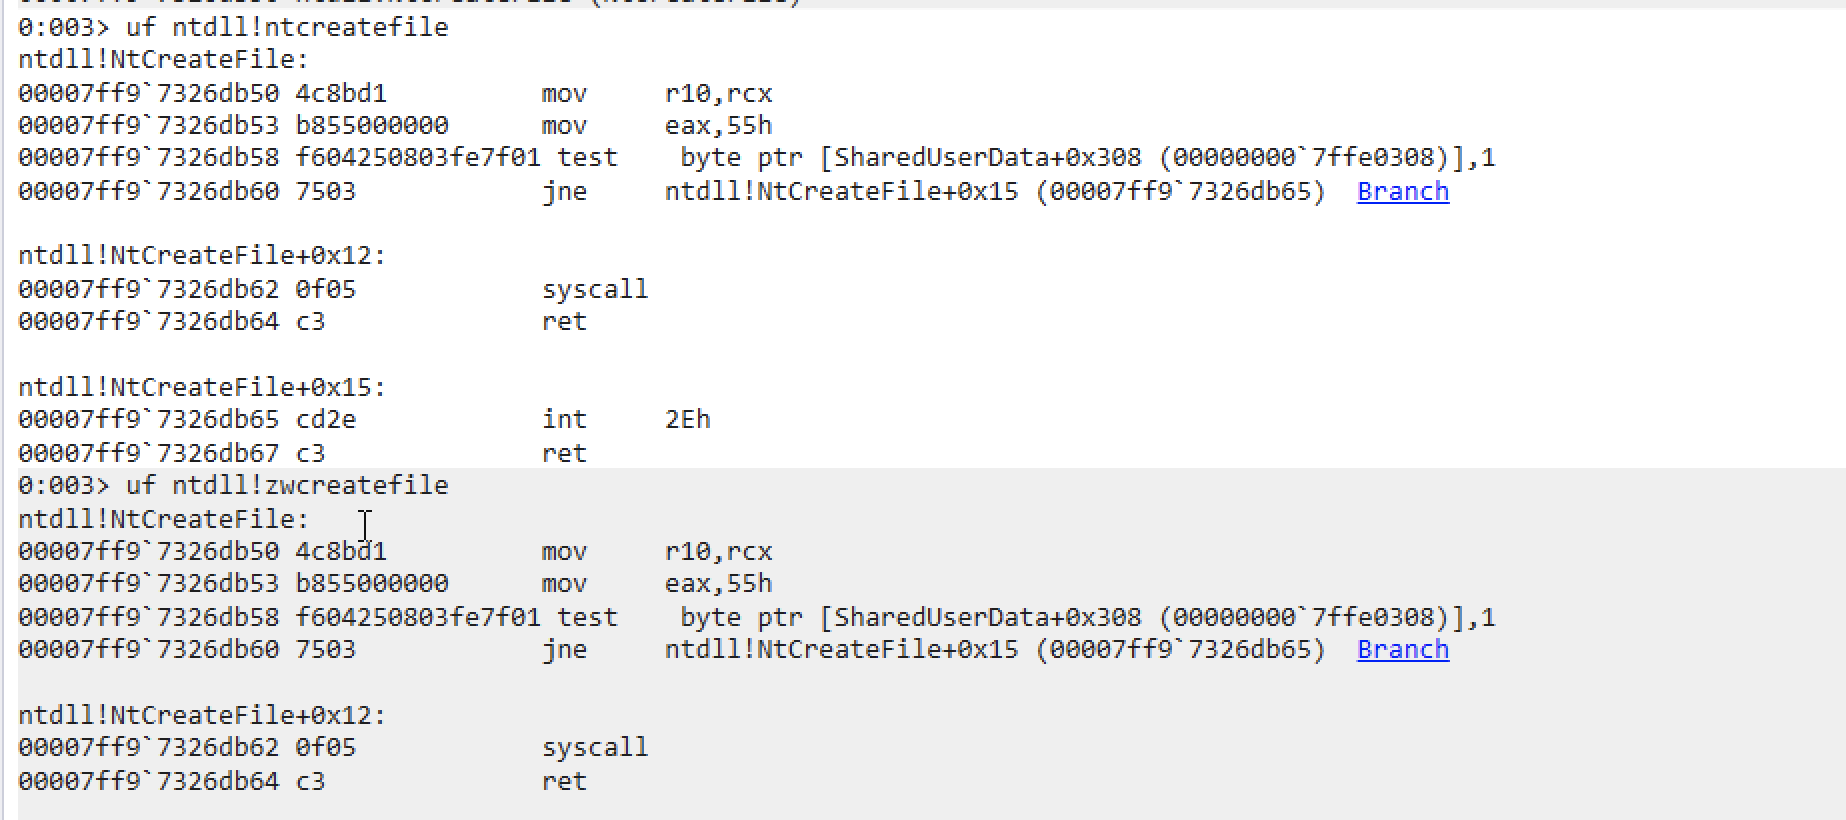 0:003> uf ntdll!ntcreatefile
ntdll!NtCreateFile:
00007ff9`7326db50 4c8bd1          mov     r10,rcx
00007ff9`7326db53 b855000000      mov     eax,55h
00007ff9`7326db58 f604250803fe7f01 test    byte ptr [SharedUserData+0x308 (00000000`7ffe0308)],1
00007ff9`7326db60 7503            jne     ntdll!NtCreateFile+0x15 (00007ff9`7326db65)  Branch

ntdll!NtCreateFile+0x12:
00007ff9`7326db62 0f05            syscall
00007ff9`7326db64 c3              ret

ntdll!NtCreateFile+0x15:
00007ff9`7326db65 cd2e            int     2Eh
00007ff9`7326db67 c3              ret
0:003> uf ntdll!zwcreatefile
ntdll!NtCreateFile:
00007ff9`7326db50 4c8bd1          mov     r10,rcx
00007ff9`7326db53 b855000000      mov     eax,55h
00007ff9`7326db58 f604250803fe7f01 test    byte ptr [SharedUserData+0x308 (00000000`7ffe0308)],1
00007ff9`7326db60 7503            jne     ntdll!NtCreateFile+0x15 (00007ff9`7326db65)  Branch

ntdll!NtCreateFile+0x12:
00007ff9`7326db62 0f05            syscall
00007ff9`7326db64 c3              ret